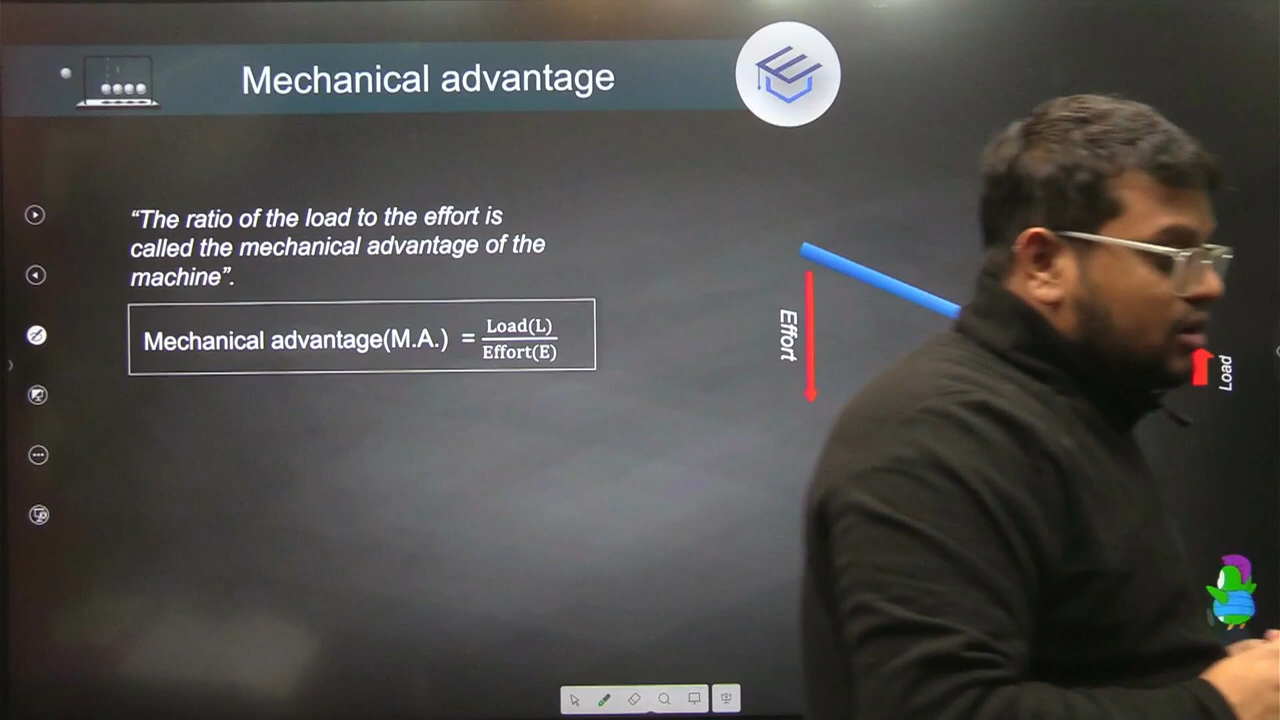 Mechanical advantage
“The ratio of the load to the effort is
called the mechanical advantage of the
machine”.
Mechanical advantage(M.A.) = Load(L)
Effort(E)
Effort
Load